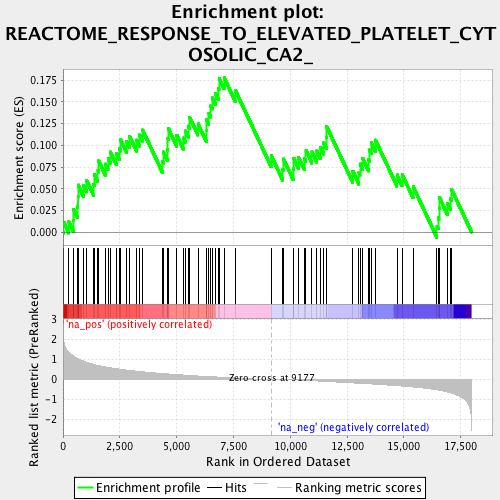 Enrichment plot:
REACTOME_RESPONSE_TO_ELEVATED_PLATELET_CYT
OSOLIC_CA2_
Enrichment score (ES)
0.175
0.150
0.125
0.100
0.075
0.050
0.025
0.000
'na_pos' (positively correlated)
Ranked list metric (PreRanked)
3
2
1
0
-1
-2
Zero cross at 9177
'na_neg' (negatively correlated)
0
2,500
5,000
7,500
10,000
12,500
15,000
17,500
Rank in Ordered Dataset
Enrichment profile
Hits
Ranking metric scores